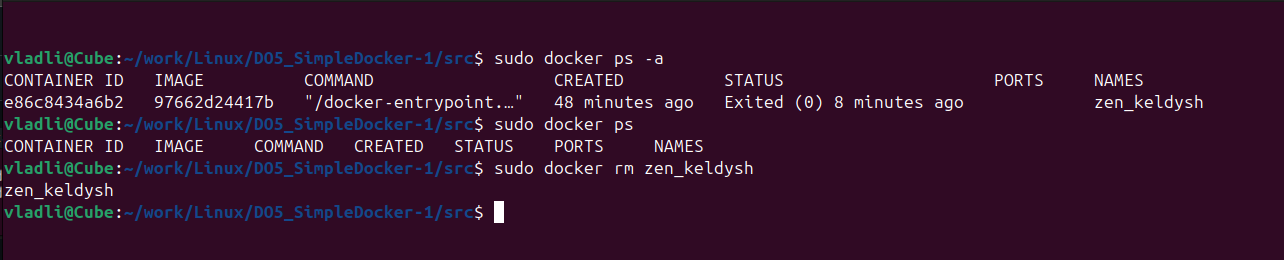 vladli@Cube:~/work/Linux/DO5_SimpleDocker-1/src$ sudo docker ps -a
CONTAINER ID   IMAGE          COMMAND                  CREATED          STATUS                     PORTS     NAMES
e86c8434a6b2   97662d24417b   "/docker-entrypoint.…"   48 minutes ago   Exited (0) 8 minutes ago             zen_keldysh
vladli@Cube:~/work/Linux/DO5_SimpleDocker-1/src$ sudo docker ps
CONTAINER ID   IMAGE     COMMAND   CREATED   STATUS    PORTS     NAMES
vladli@Cube:~/work/Linux/DO5_SimpleDocker-1/src$ sudo docker rm zen_keldysh
zen_keldysh
vladli@Cube:~/work/Linux/DO5_SimpleDocker-1/src$